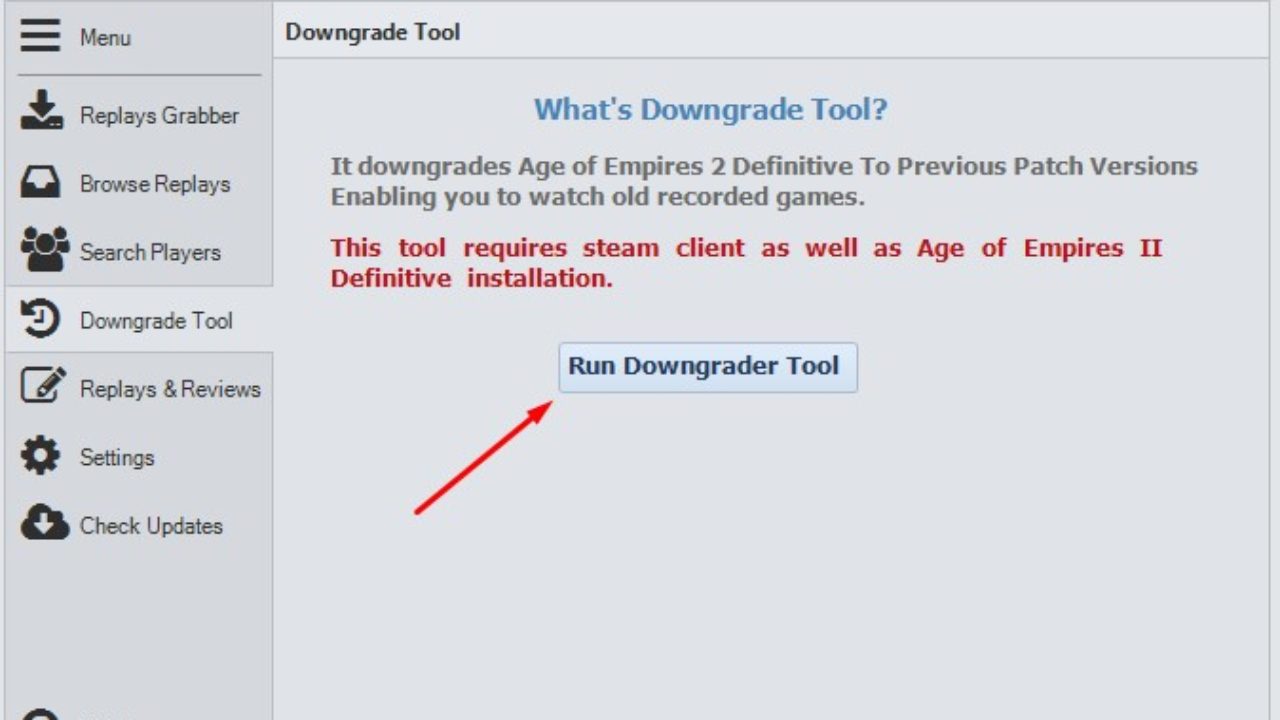 Menu
Replays Grabber
Browse Replays
Search Players
Downgrade Tool
Replays & Reviews
Settings
Check Updates
Downgrade Tool
What's Downgrade Tool?
It downgrades Age of Empires 2 Definitive To Previous Patch Versions
Enabling you to watch old recorded games.
This tool requires steam client as well as Age of Empires II
Definitive installation.
Run Downgrader Tool